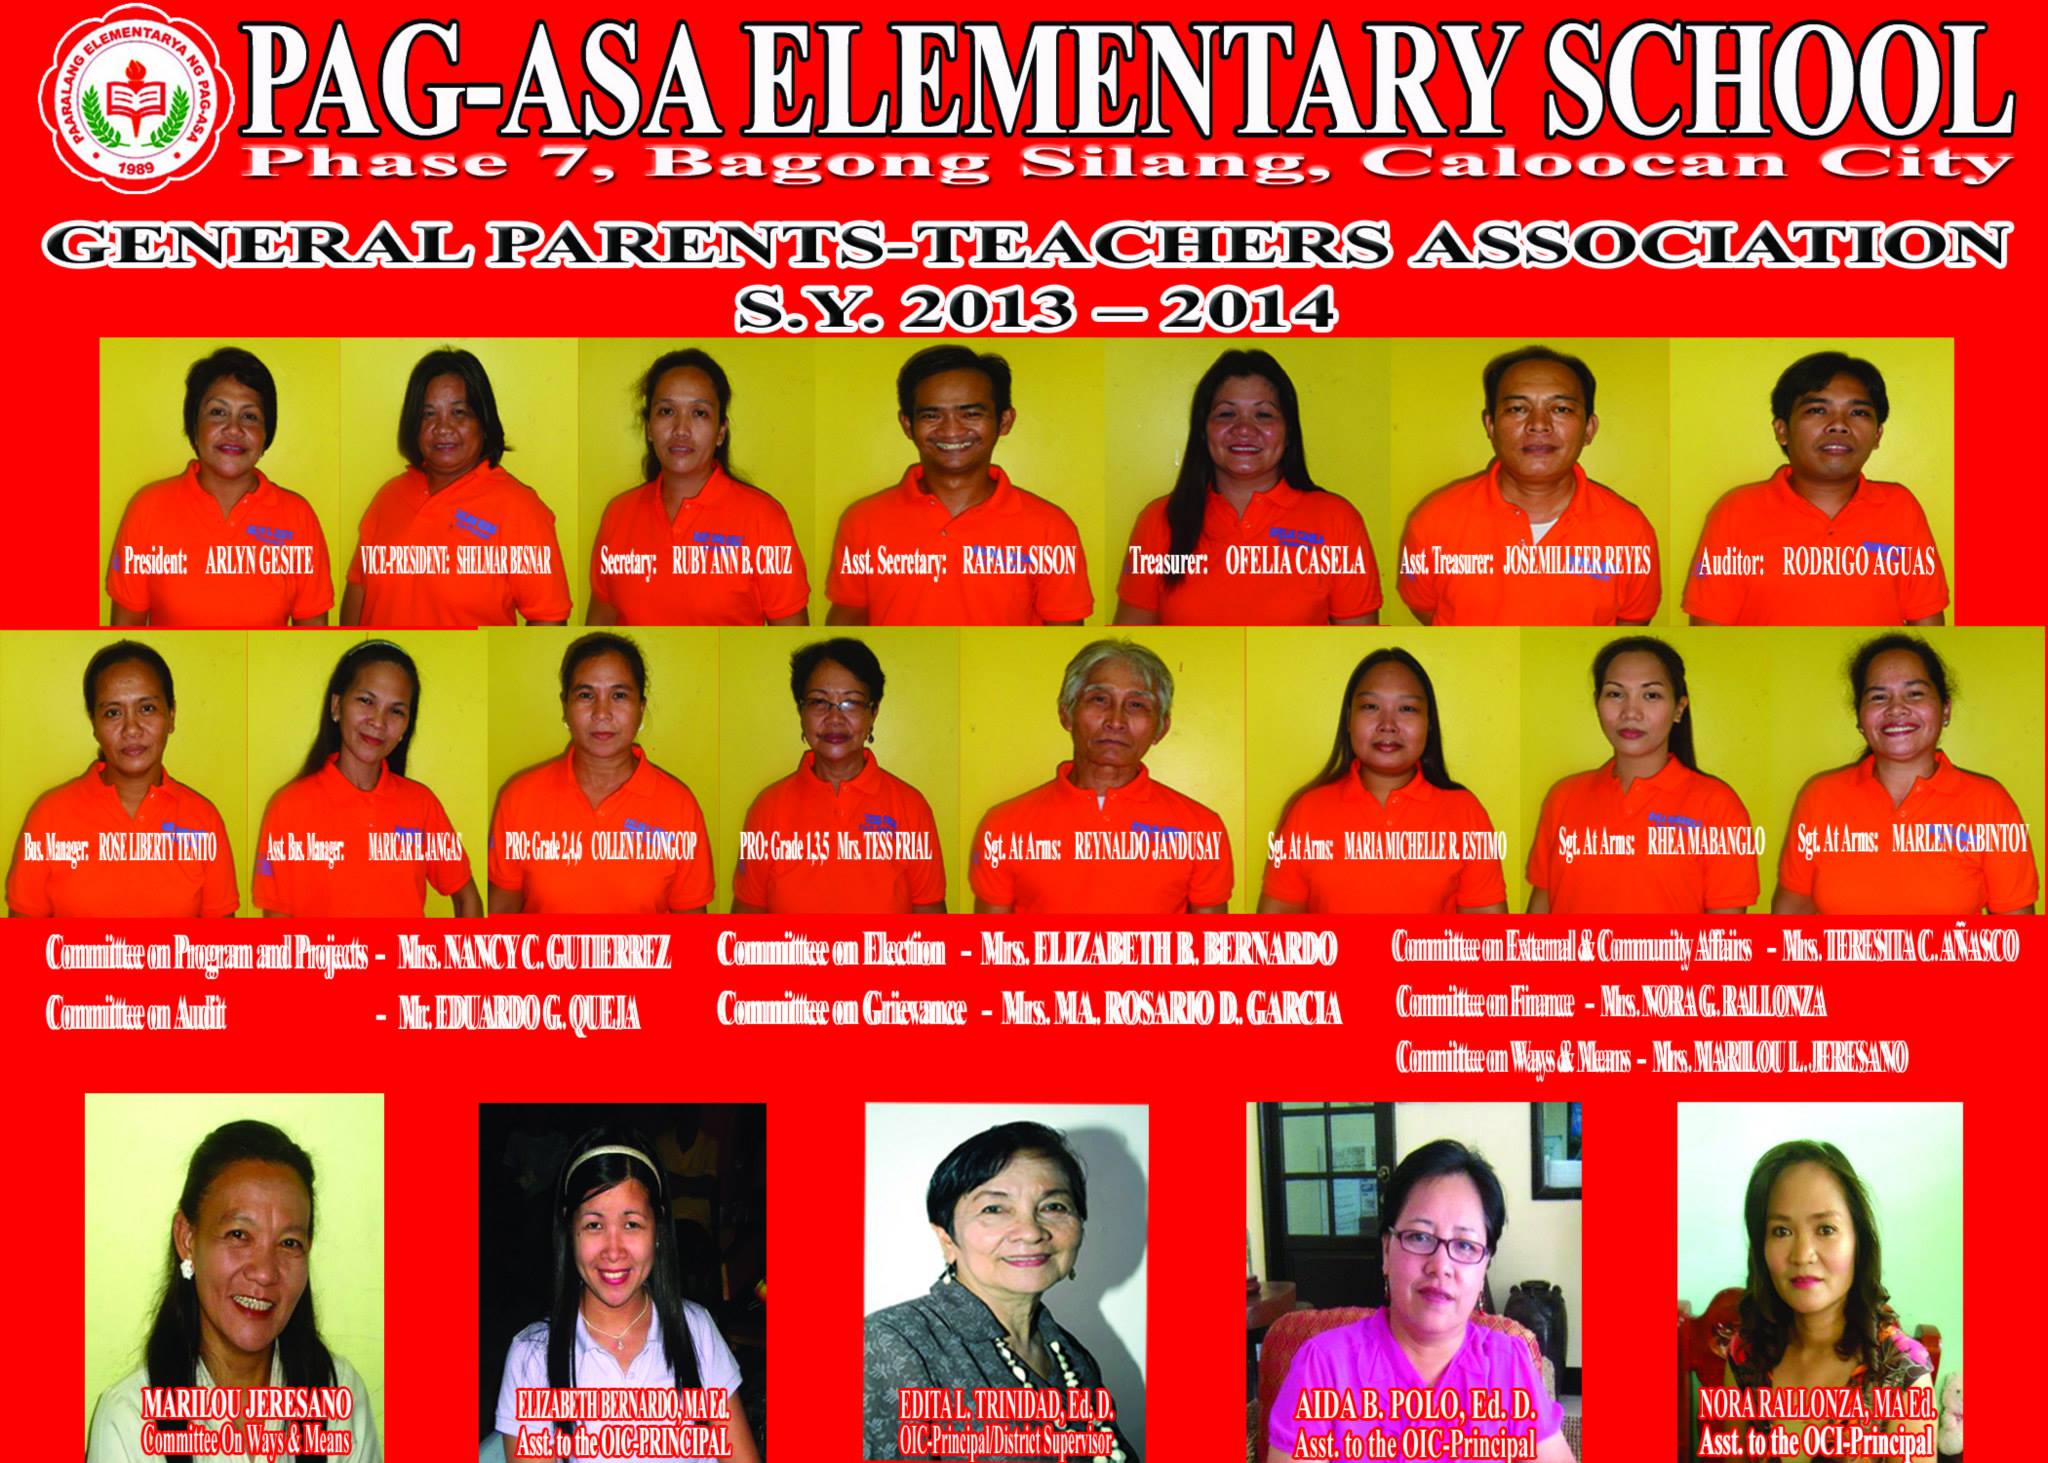 PAARALANG ELEMENTARYA NG PAG-ASA
1989
PAG-ASA ELEMENTARY SCHOOL
Phase 7, Bagong Silang, Caloocan City
GENERAL PARENTS-TEACHERS ASSOCIATION
S.Y. 2013 – 2014
President: ARLYN GESITE
VICE-PRESIDENT: SHELMAR BESNAR
Secretary: RUBY ANN B. CRUZ
Asst. Secretary: RAFAEL SISON
Treasurer: OFELIA CASELA
Asst. Treasurer: JOSEMILLEER REYES
Auditor: RODRIGO AGUAS
Bus. Manager: ROSE LIBERTY TENITO
Asst. Bus. Manager: MARICAR H. JANGAS
PRO: Grade 2,4,6 COLLEN F. LONGCOP
PRO: Grade 1,3,5 Mrs. TESS FRIAL
Sgt. At Arms: REYNALDO JANDUSAY
Sgt. At Arms: MARIA MICHELLE R. ESTIMO
Sgt. At Arms: RHEA MABANGLO
Sgt. At Arms: MARLEN CABINTOY
Committee on Program and Projects - Mrs. NANCY C. GUTIERREZ
Committee on Audit - Mr. EDUARDO G. QUEJA
Committee on Election - Mrs. ELIZABETH B. BERNARDO
Committee on Grievance - Mrs. MA. ROSARIO D. GARCIA
Committee on External & Community Affairs - Mrs. TERESITA C. AÑASCO
Committee on Finance - Mrs. NORA G. RALLONZA
Committee on Ways & Means - Mrs. MARILOU L. JERESANO
MARILOU JERESANO
Committee On Ways & Means
ELIZABETH BERNARDO, MA Ed.
Asst. to the OIC-PRINCIPAL
EDITA L. TRINIDAD, Ed. D.
OIC-Principal/District Supervisor
AIDA B. POLO, Ed. D.
Asst. to the OIC-Principal
NORA RALLONZA, MA Ed.
Asst. to the OCI-Principal